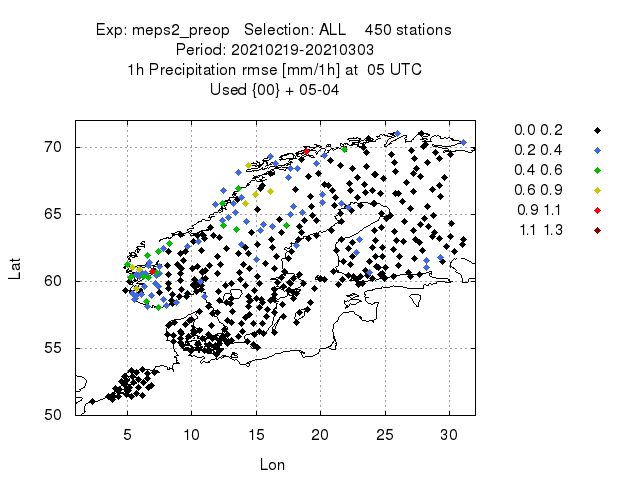 Exp: meps2_preop   Selection: ALL    450 stations
Period: 20210219-20210303
1h Precipitation rmse [mm/1h] at  05 UTC
Used {00} + 05-04
0.0 0.2
0.2 0.4
0.4 0.6
0.6 0.9
0.9 1.1
1.1 1.3
70
65
60
55
50
Lat
5 10 15 20 25 30
Lon